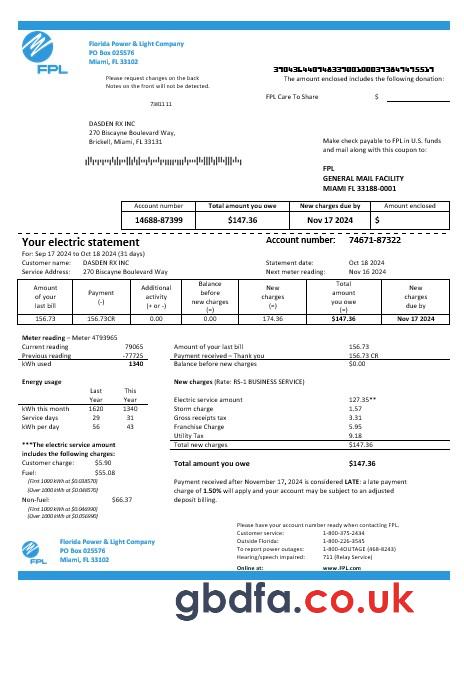 Florida Power & Light Company
PO Box 025576
Miami, FL 33102
FPL
Please request changes on the back
Notes on the front will not be detected.
The amount enclosed includes the following donation:
FPL Care To Share $
DASDEN RX INC
270 Biscayne Boulevard Way,
Brickell, Miami, FL 33131
Make check payable to FPL in U.S. funds
and mail along with this coupon to:
FPL
GENERAL MAIL FACILITY
MIAMI FL 33188-0001
Account number Total amount you owe New charges due by Amount enclosed
14688-87399 $147.36 Nov 17 2024 $
Your electric statement Account number: 74671-87322
For: Sep 17 2024 to Oct 18 2024 (31 days)
Customer name: DASDEN RX INC Statement date: Oct 18 2024
Service Address: 270 Biscayne Boulevard Way Next meter reading: Nov 16 2024
Amount of your last bill Payment (-) Additional activity (+ or -) Balance before new charges (=) New charges (=) Total amount you owe (=) New charges due by
156.73 156.73CR 0.00 0.00 174.36 $147.36 Nov 17 2024
Meter reading – Meter 4T93965
Current reading 79065
Previous reading -77725
kWh used 1340
Amount of your last bill 156.73
Payment received – Thank you 156.73 CR
Balance before new charges $0.00
Energy usage
Last Year This Year
kWh this month 1620 1340
Service days 29 31
kWh per day 56 43
New charges (Rate: RS-1 BUSINESS SERVICE)
Electric service amount 127.35**
Storm charge 1.57
Gross receipts tax 3.31
Franchise charge 5.95
Utility Tax 9.18
Total new charges $147.36
Total amount you owe $147.36
***The electric service amount
includes the following charges:
Customer charge: $5.90
Fuel: $55.08
(First 1000 kWh at $0.038570)
(Over 1000 kWh at $0.048570)
Non-fuel: $66.37
(First 1000 kWh at $0.046990)
(Over 1000 kWh at $0.056990)
Payment received after November 17, 2024 is considered LATE: a late payment
charge of 1.50% will apply and your account may be subject to an adjusted
deposit billing.
Please have your account number ready when contacting FPL.
Customer service: 1-800-375-2434
Outside Florida: 1-800-226-3545
To report power outages: 1-800-4OUTAGE (468-8243)
Hearing/speech impaired: 711 (Relay Service)
Online at: www.FPL.com
Florida Power & Light Company
PO Box 025576
Miami, FL 33102
FPL
gbdfa.co.uk